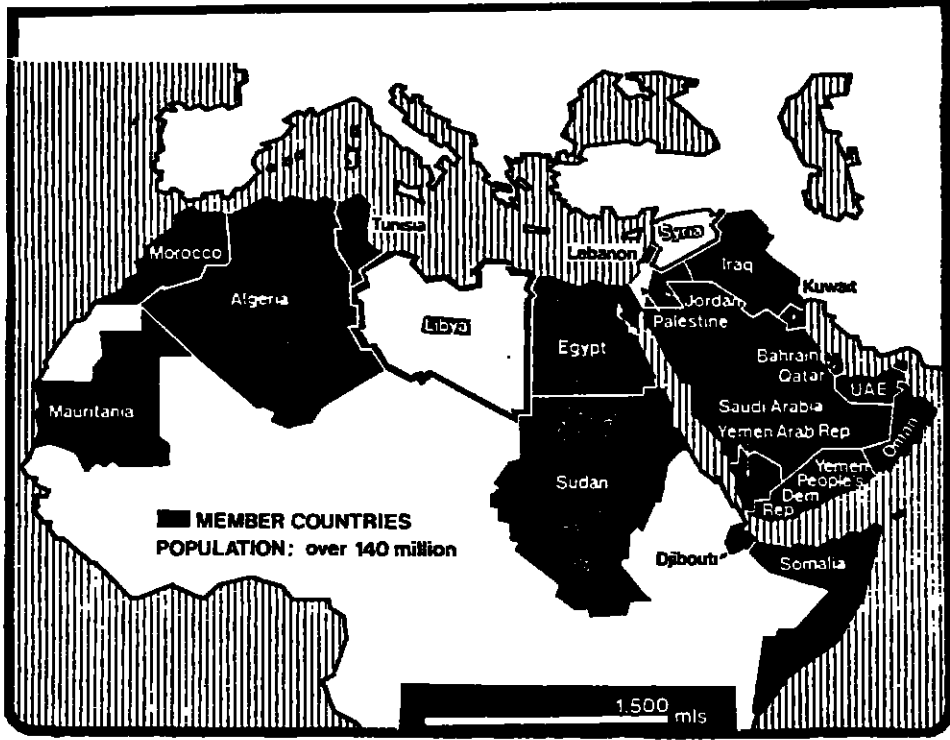 Tunisia
Morocco
Syria
Lebanon
Iraq
Algeria
Kuwait
Jordan
Libya
Palestine
Egypt
Bahrain
Qatar
UAE
Mauritania
Saudi Arabia
Yemen Arab Rep
Oman
Yemen
People's
Dem
Rep
Sudan
MEMBER COUNTRIES
POPULATION: over 140 million
Djibouti
Somalia
1.500 mls